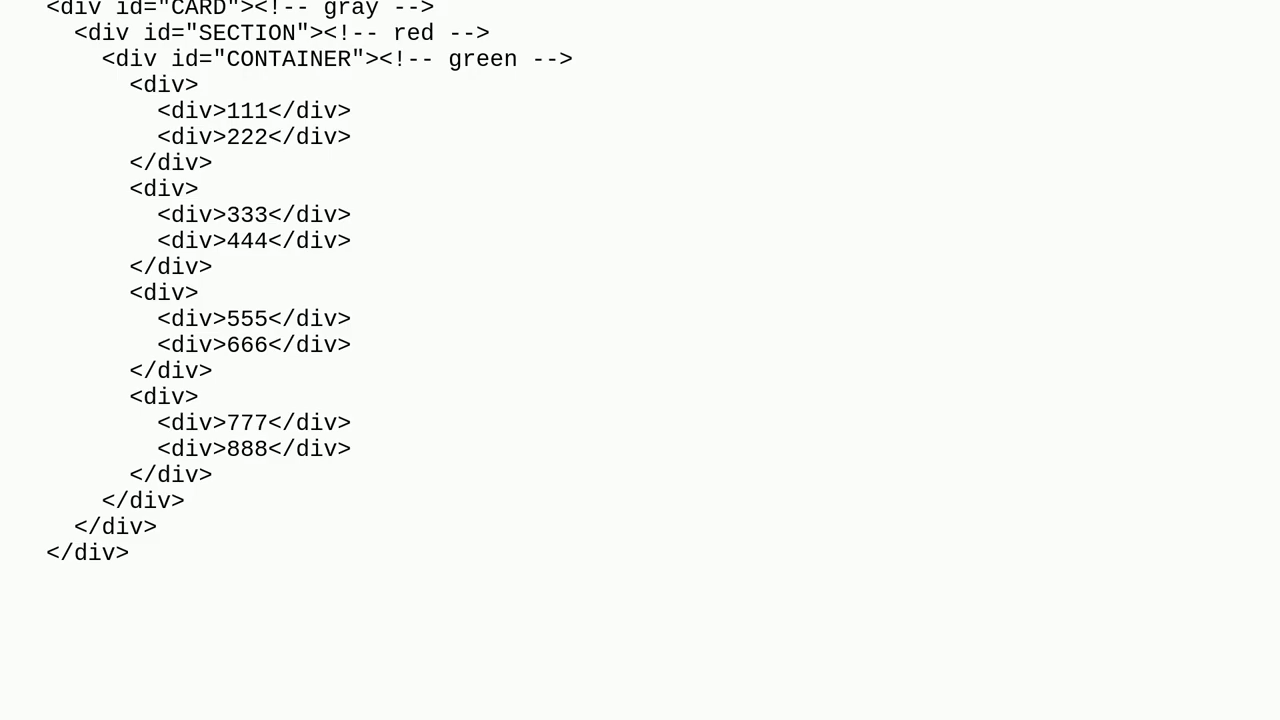 <div id="CARD"><!-- gray -->
  <div id="SECTION"><!-- red -->
    <div id="CONTAINER"><!-- green -->
      <div>
        <div>111</div>
        <div>222</div>
      </div>
      <div>
        <div>333</div>
        <div>444</div>
      </div>
      <div>
        <div>555</div>
        <div>666</div>
      </div>
      <div>
        <div>777</div>
        <div>888</div>
      </div>
    </div>
  </div>
</div>